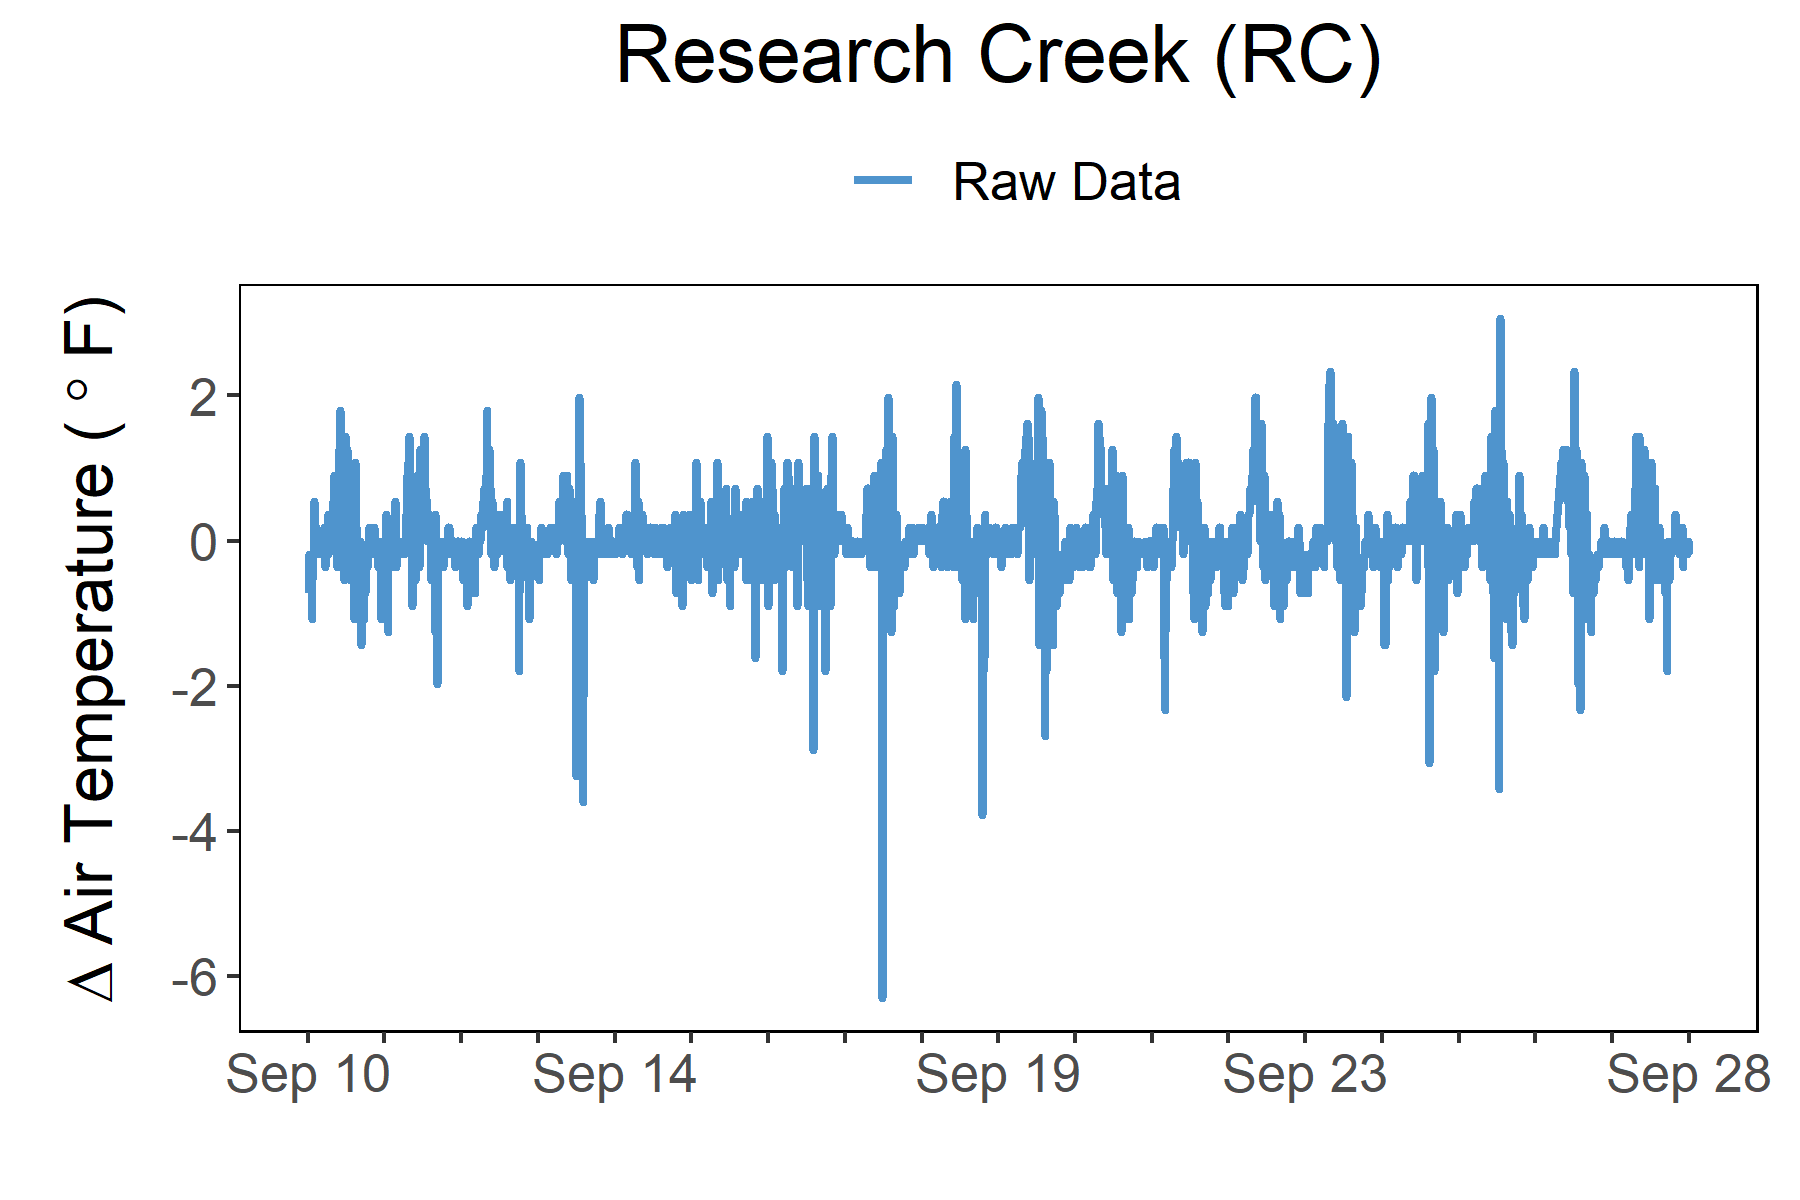 Research Creek (RC)
Raw Data
Δ Air Temperature ( ° F)
2
0
-2
-4
-6
Sep 10
Sep 14
Sep 19
Sep 23
Sep 28